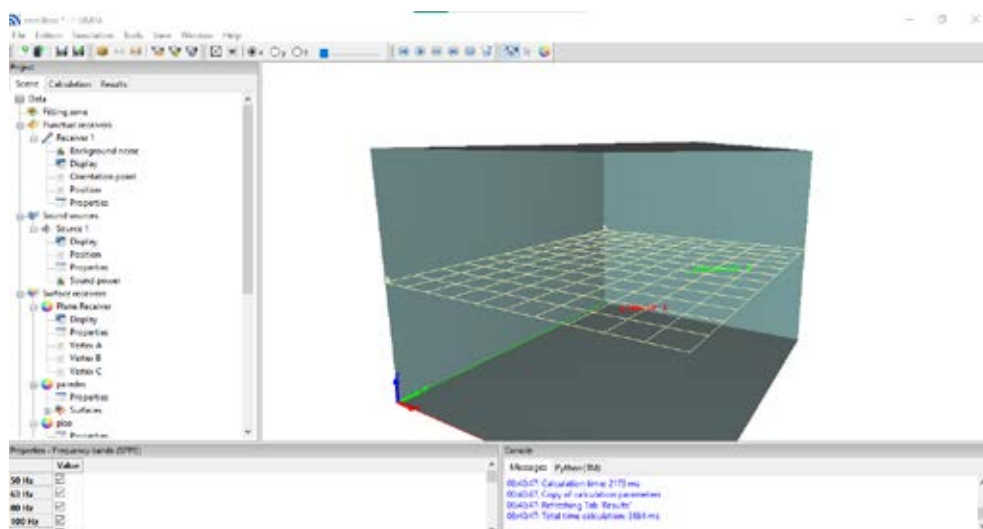 File Edition Simulation Tools View Window Help
Project
Scene Calculation Results
Data
Fitting zone
Punctual receivers
Receiver 1
Background noise
Display
Orientation point
Position
Properties
Sound sources
Source 1
Display
Position
Properties
Sound power
Surface receivers
Plane Receiver
Display
Properties
Vertex A
Vertex B
Vertex C
paredes
Properties
Surfaces
piso
Properties
Properties - Frequency bands (SPPS)
Value
50 Hz
63 Hz
80 Hz
100 Hz
Console
Messages Python (I-SIMPA)
Calculation time: 2173 ms
Copy of calculation parameters
Refreshing Tab 'Results'
Total time calculation: